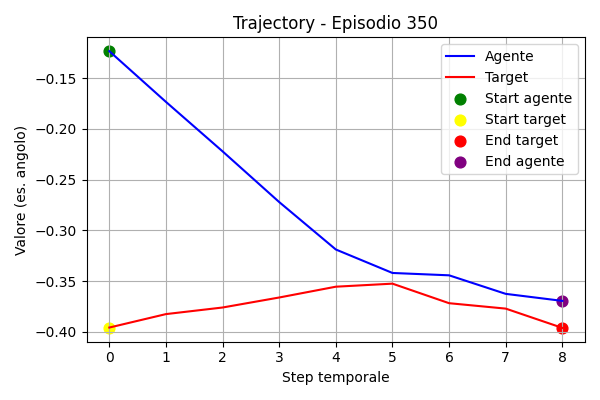 Trajectory - Episodio 350
Valore (es. angolo)
−0.15
−0.20
−0.25
−0.30
−0.35
−0.40
Agente
Target
Start agente
Start target
End target
End agente
0 1 2 3 4 5 6 7 8
Step temporale